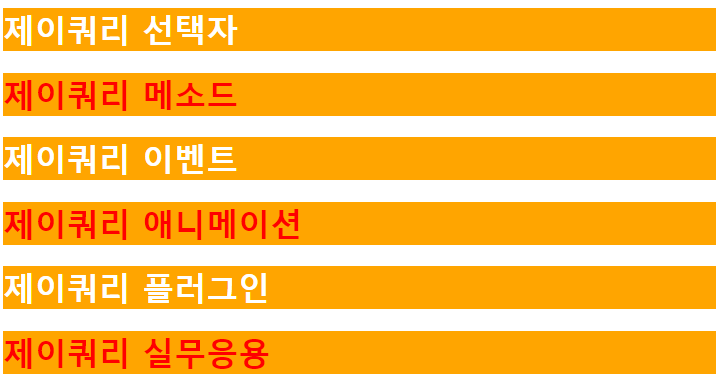 제이쿼리 선택자
제이쿼리 메소드
제이쿼리 이벤트
제이쿼리 애니메이션
제이쿼리 플러그인
제이쿼리 실무응용